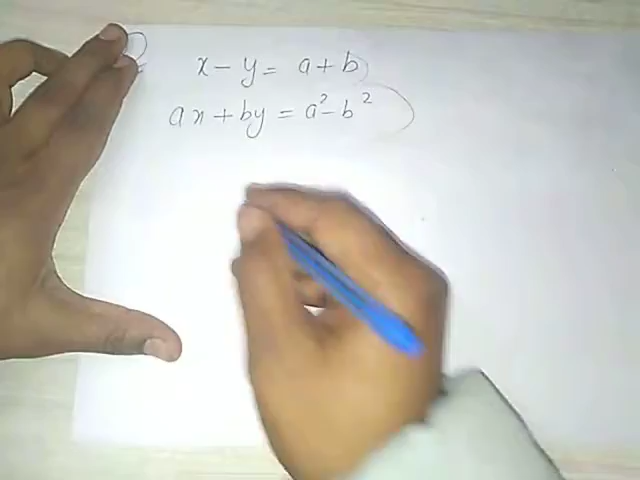 x - y = a + b
ax + by = a² - b²